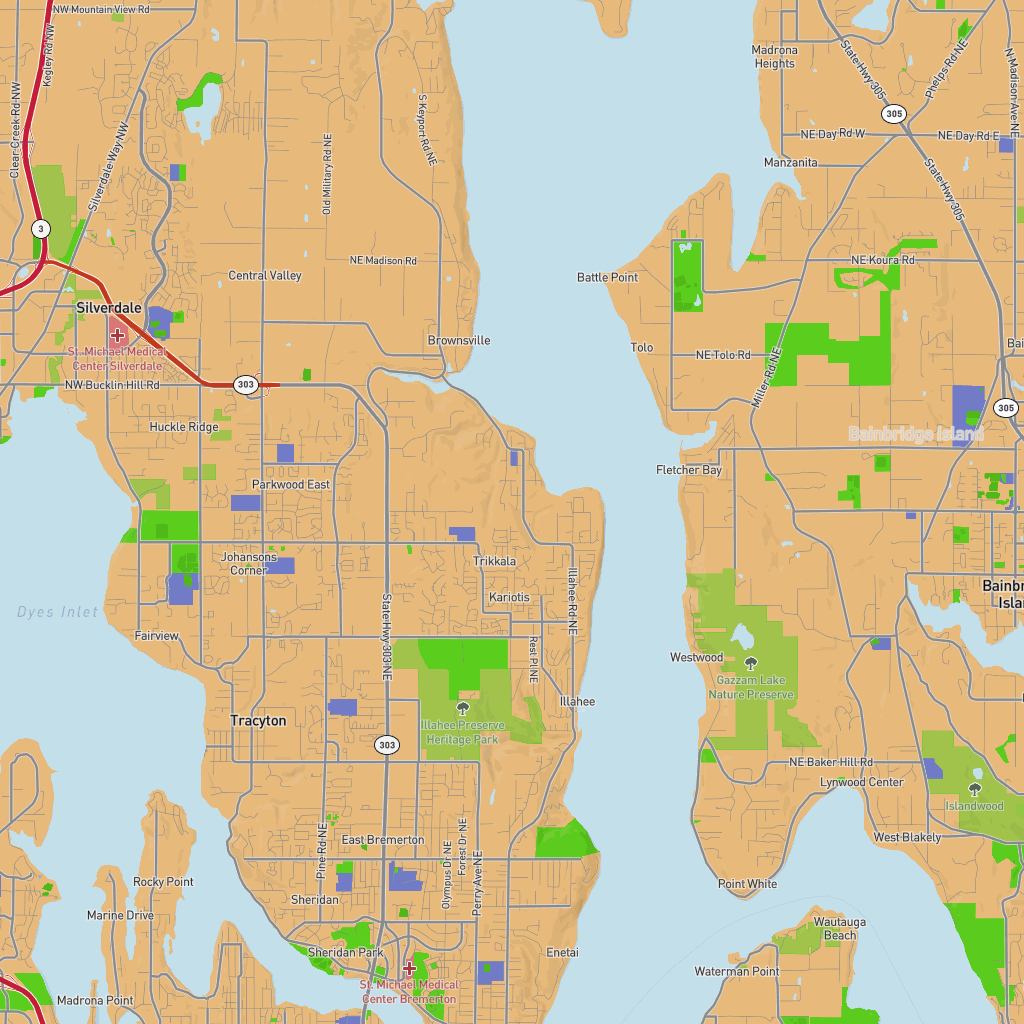 NW Mountain View Rd
Kegley Rd NW
Clear Creek Rd NW
Silverdale Way NW
3
Old Military Rd NE
S Keyport Rd NE
Central Valley
NE Madison Rd
Silverdale
St. Michael Medical
Center Silverdale
Brownsville
NW Bucklin Hill Rd
303
Huckle Ridge
Parkwood East
Johansons
Corner
Trikkala
Kariotis
State Hwy 303 NE
Illahee Rd NE
Rest Pl NE
Dyes Inlet
Fairview
Tracyton
Illahee
Illahee Preserve
Heritage Park
303
Pine Rd NE
East Bremerton
Olympus Dr NE
Forest Dr NE
Perry Ave NE
Rocky Point
Sheridan
Marine Drive
Sheridan Park
Enetai
St. Michael Medical
Center Bremerton
Madrona Point
Madrona
Heights
State Hwy 305
Phelps Rd NE
N Madison Ave NE
305
NE Day Rd W
NE Day Rd E
Manzanita
State Hwy 305
Battle Point
NE Koura Rd
Tolo
NE Tolo Rd
Miller Rd NE
Bai
305
Bainbridge Island
Fletcher Bay
Bainbr
Islan
Westwood
Gazzam Lake
Nature Preserve
NE Baker Hill Rd
Lynwood Center
Islandwood
West Blakely
Point White
Wautauga
Beach
Waterman Point